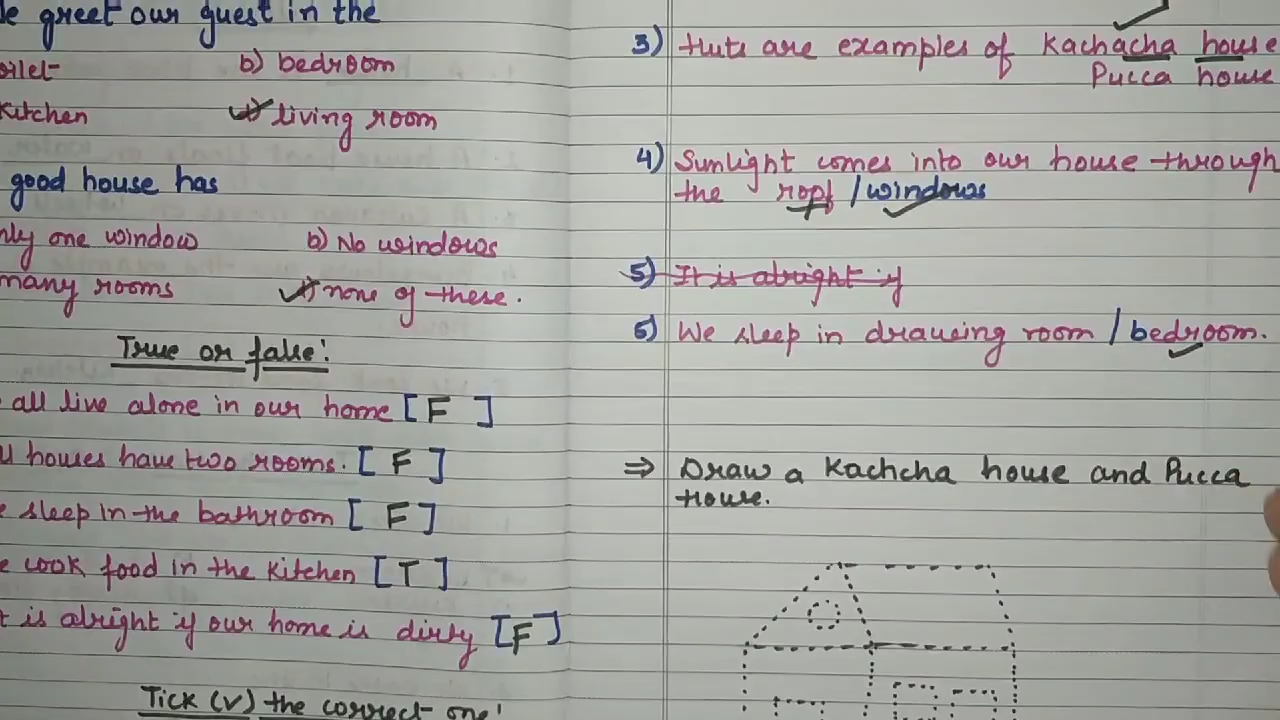 greet our guest in the
b) bedroom
Kitchen
living room
good house has
one window
b) No windows
many rooms
none of these.
True or false:
all live alone in our home [F]
houses have two rooms. [F]
sleep in the bathroom [F]
cook food in the Kitchen [T]
is alright if our home is dirty [F]
Tick (√) the correct one:
3) Huts are examples of Kachacha house
Pucca house
4) Sunlight comes into our house through
the roof / windows
5) It is alright if
5) We sleep in drawing room / bedroom.
⇒ Draw a Kachcha house and Pucca
House.